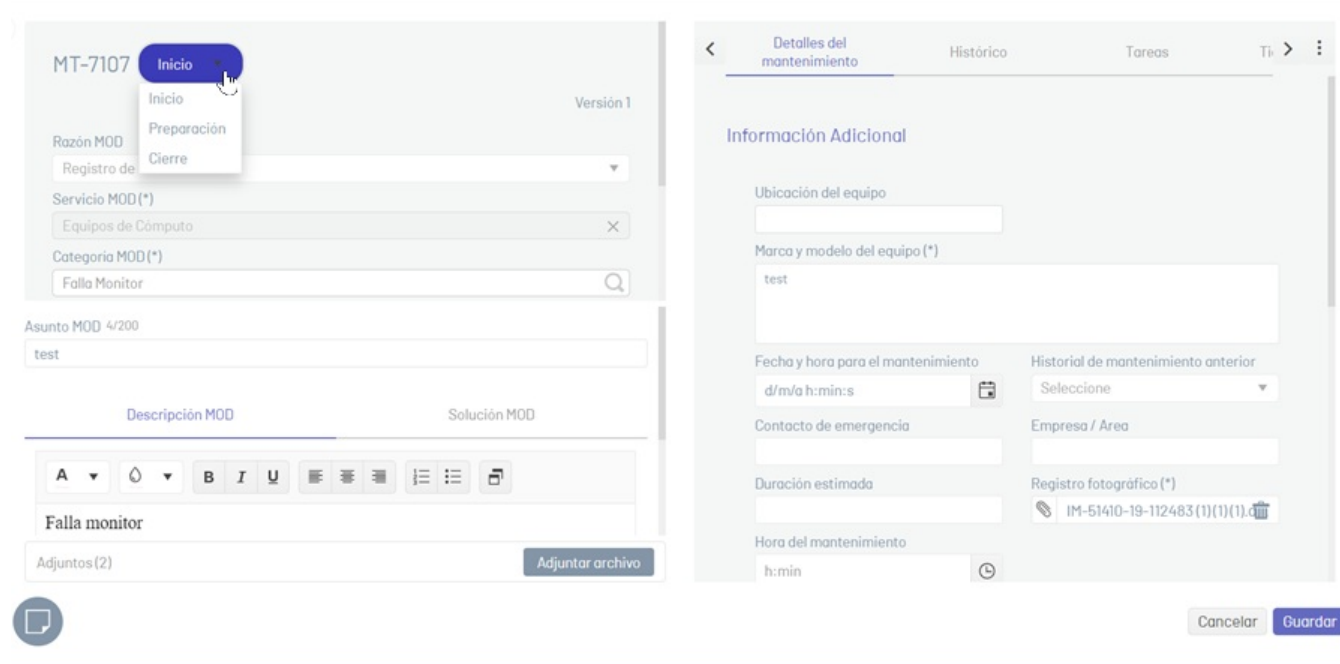 MT-7107
Inicio
Inicio
Preparación
Cierre
Versión 1
Razón MOD
Registro de
Servicio MOD (*)
Equipos de Cómputo
Categoria MOD (*)
Falla Monitor
Asunto MOD 4/200
test
Descripción MOD
Solución MOD
A
B I U
Falla monitor
Adjuntos (2)
Adjuntar archivo
Detalles del
mantenimiento
Histórico
Tareas
Información Adicional
Ubicación del equipo
Marca y modelo del equipo (*)
test
Fecha y hora para el mantenimiento
d/m/a h:min:s
Historial de mantenimiento anterior
Seleccione
Contacto de emergencia
Empresa / Area
Duración estimada
Registro fotográfico (*)
IM-51410-19-112483 (1)(1)(1).
Hora del mantenimiento
h:min
Cancelar
Guardar